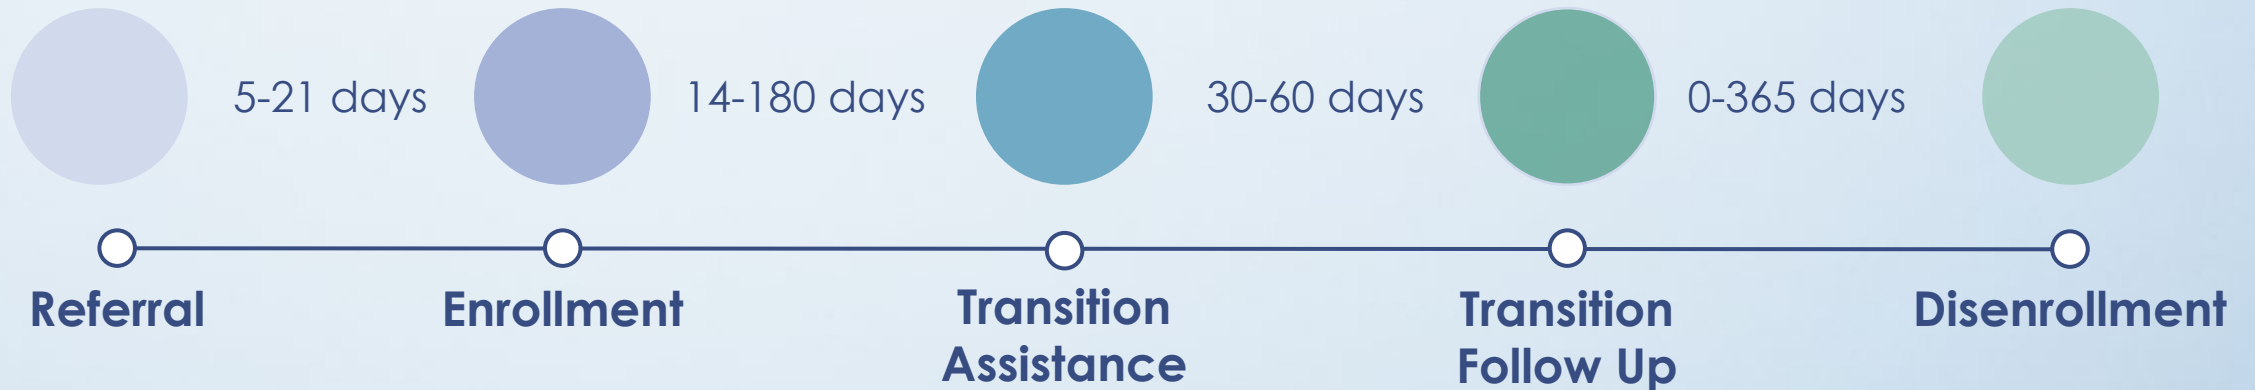 5-21 days
14-180 days
30-60 days
0-365 days
Referral
Enrollment
Transition
Assistance
Transition
Follow Up
Disenrollment